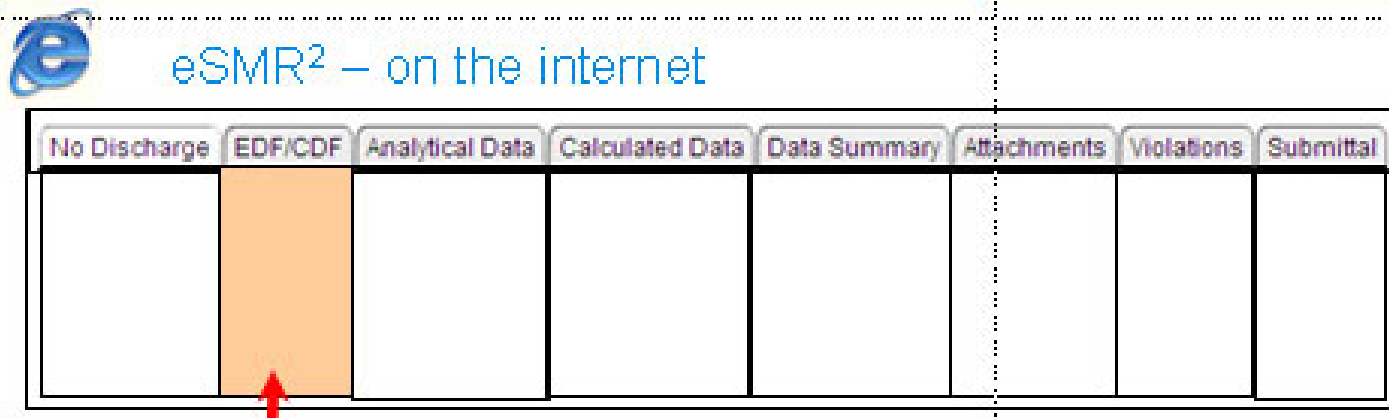 eSMR² – on the internet
No Discharge EDF/CDF Analytical Data Calculated Data Data Summary Attachments Violations Submittal